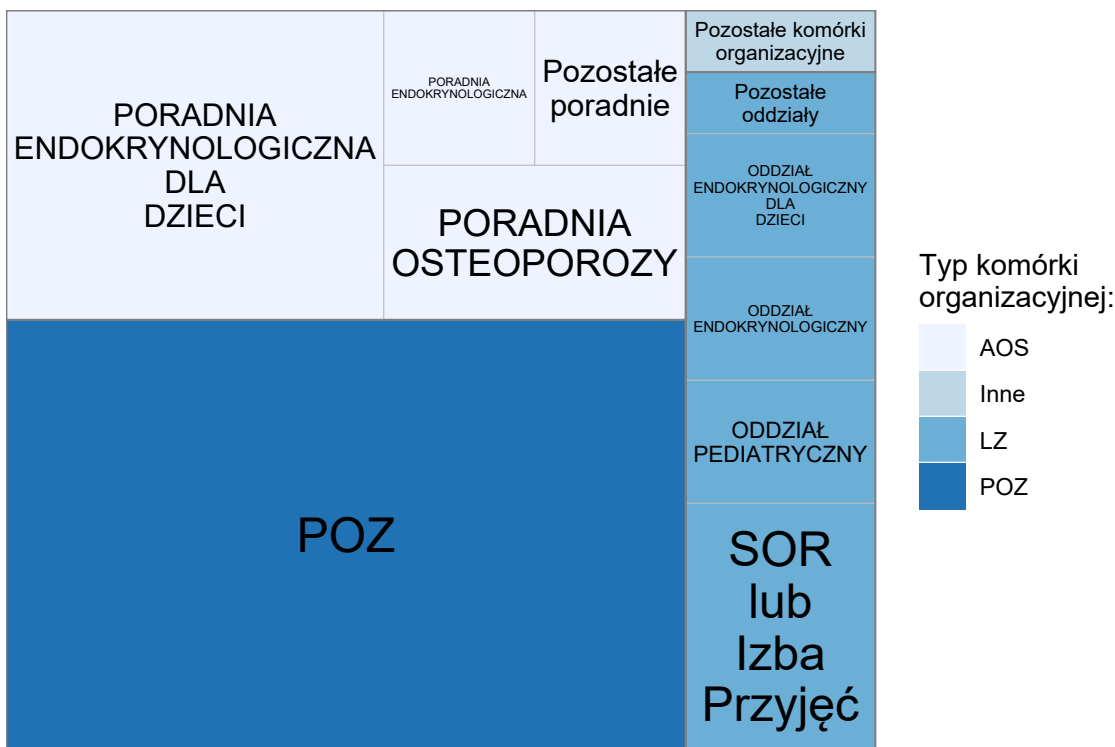 PORADNIA
ENDOKRYNOLOGICZNA
DLA
DZIECI
PORADNIA
ENDOKRYNOLOGICZNA
Pozostałe
poradnie
PORADNIA
OSTEOPOROZY
POZ
Pozostałe komórki
organizacyjne
Pozostałe
oddziały
ODDZIAŁ
ENDOKRYNOLOGICZNY
DLA
DZIECI
ODDZIAŁ
ENDOKRYNOLOGICZNY
ODDZIAŁ
PEDIATRYCZNY
SOR
lub
Izba
Przyjęć
Typ komórki
organizacyjnej:
AOS
Inne
LZ
POZ